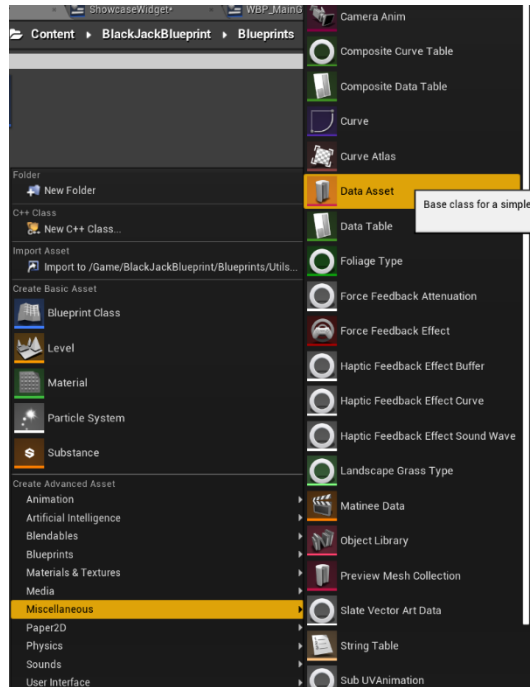 ShowcaseWidget•
WBP_MainG
Content ▸ BlackJackBlueprint ▸ Blueprints
Folder
New Folder
C++ Class
New C++ Class...
Import Asset
Import to /Game/BlackJackBlueprint/Blueprints/Utils...
Create Basic Asset
Blueprint Class
Level
Material
Particle System
Substance
Create Advanced Asset
Animation
Artificial Intelligence
Blendables
Blueprints
Materials & Textures
Media
Miscellaneous
Paper2D
Physics
Sounds
User Interface
Camera Anim
Composite Curve Table
Composite Data Table
Curve
Curve Atlas
Data Asset
Base class for a simple
Data Table
Foliage Type
Force Feedback Attenuation
Force Feedback Effect
Haptic Feedback Effect Buffer
Haptic Feedback Effect Curve
Haptic Feedback Effect Sound Wave
Landscape Grass Type
Matinee Data
Object Library
Preview Mesh Collection
Slate Vector Art Data
String Table
Sub UVAnimation